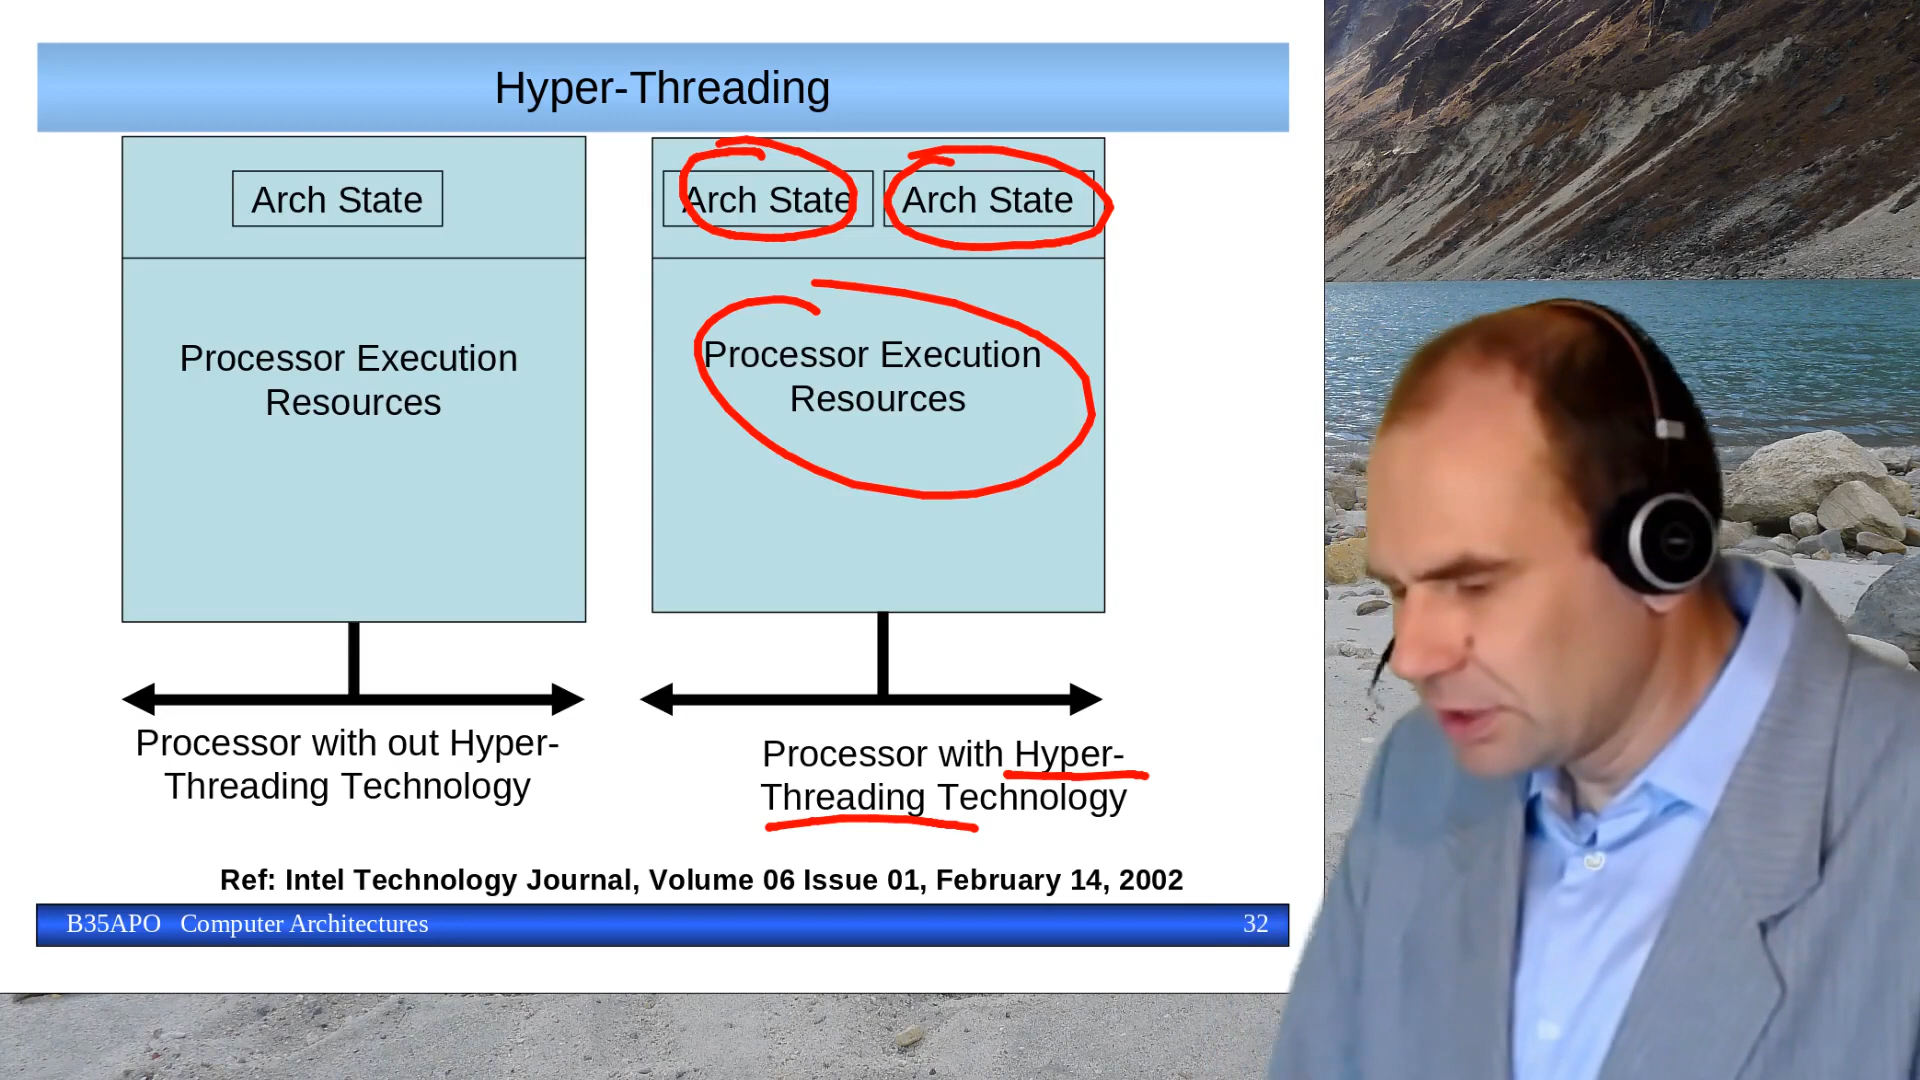 Hyper-Threading
Arch State
Processor Execution
Resources
Processor with out Hyper-
Threading Technology
Arch State
Arch State
Processor Execution
Resources
Processor with Hyper-
Threading Technology
Ref: Intel Technology Journal, Volume 06 Issue 01, February 14, 2002
B35APO Computer Architectures
32